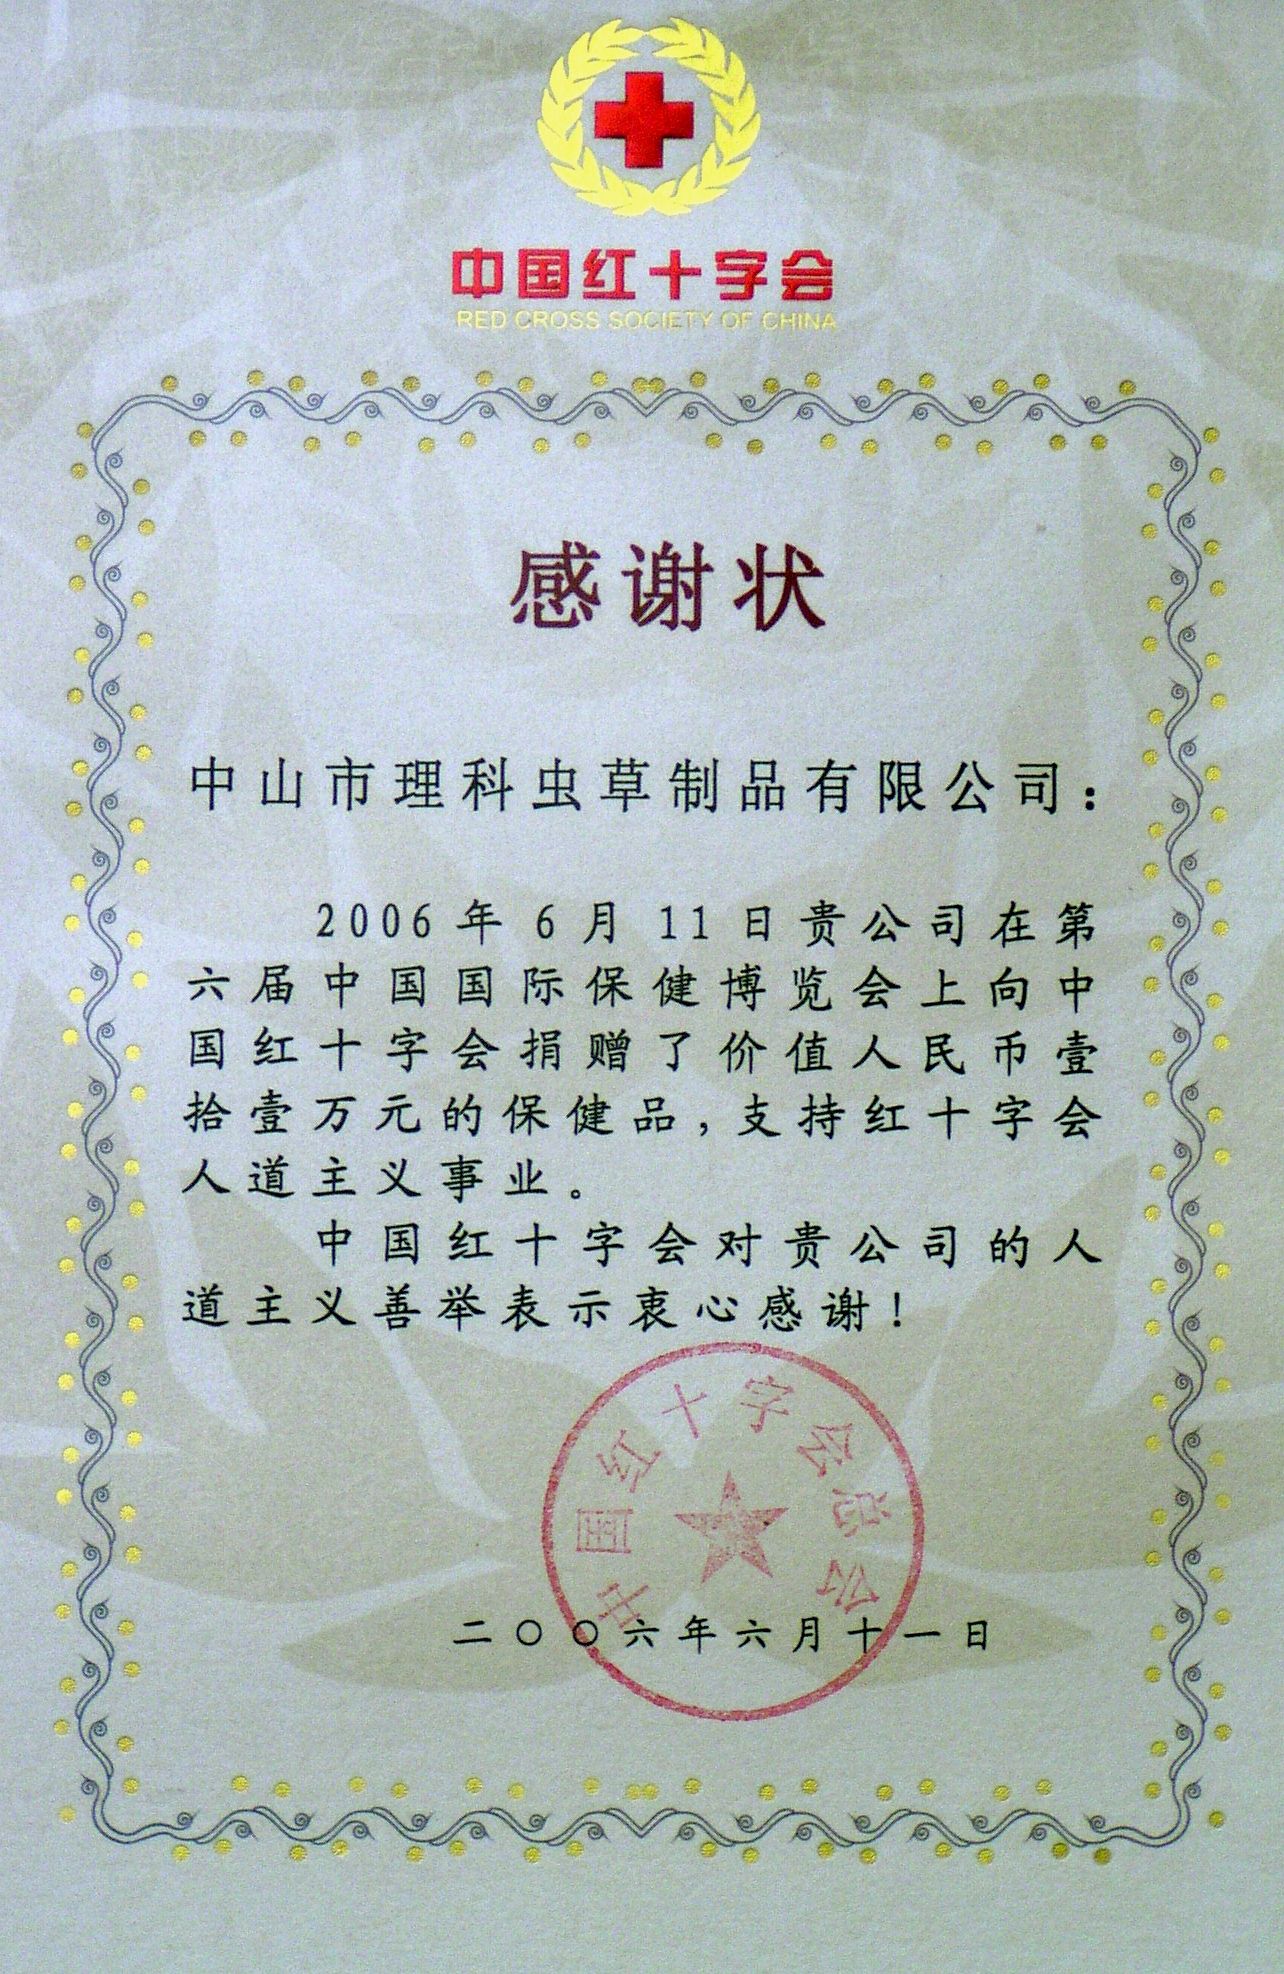 中国红十字会
RED CROSS SOCIETY OF CHINA
感谢状
中山市理科虫草制品有限公司：
2006年6月11日贵公司在第
六届中国国际保健博览会上向中
国红十字会捐赠了价值人民币壹
拾壹万元的保健品，支持红十字会
人道主义事业。
中国红十字会对贵公司的人
道主义善举表示衷心感谢！
中国红十字会总会
二〇〇六年六月十一日